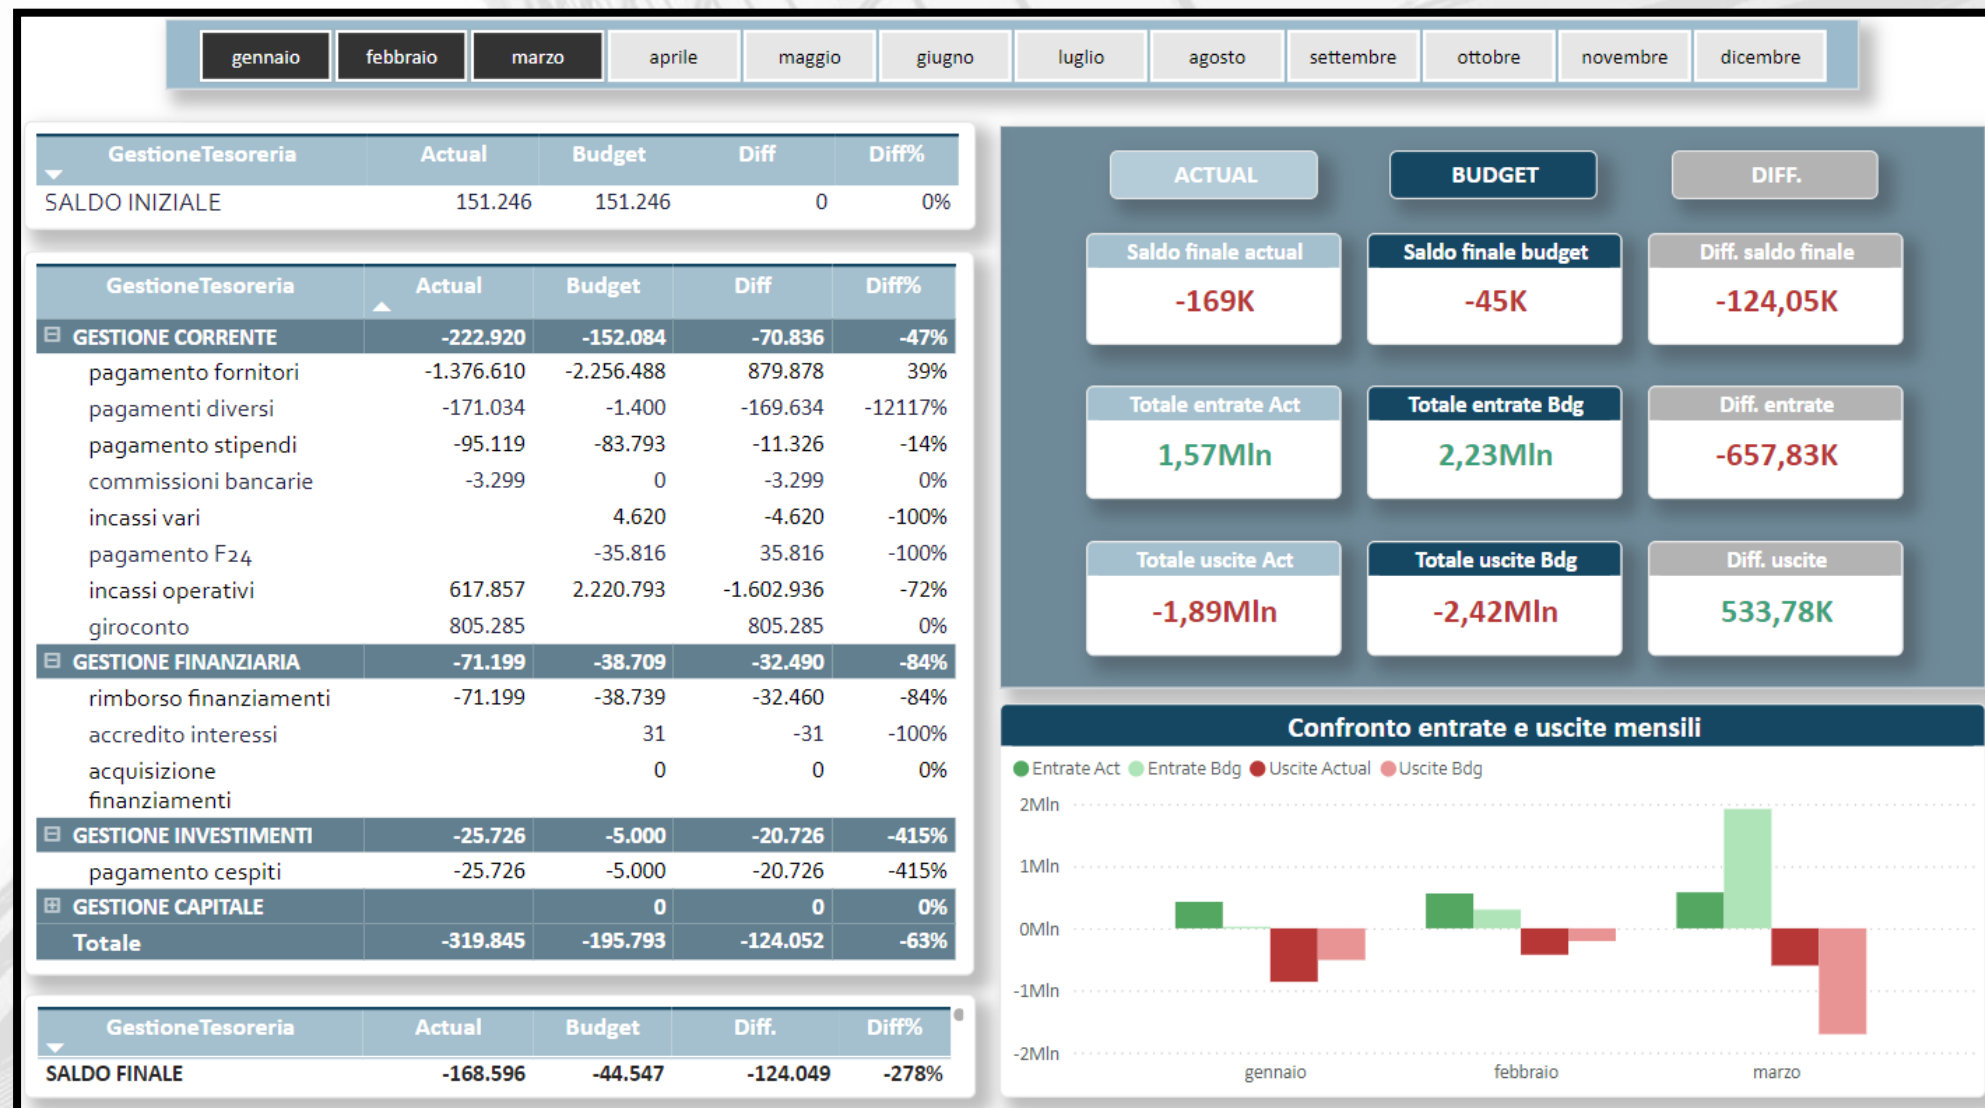 gennaio febbraio marzo aprile maggio giugno luglio agosto settembre ottobre novembre dicembre
GestioneTesoreria Actual Budget Diff Diff%
SALDO INIZIALE 151.246 151.246 0 0%
GestioneTesoreria Actual Budget Diff Diff%
GESTIONE CORRENTE -222.920 -152.084 -70.836 -47%
pagamento fornitori -1.376.610 -2.256.488 879.878 39%
pagamenti diversi -171.034 -1.400 -169.634 -12117%
pagamento stipendi -95.119 -83.793 -11.326 -14%
commissioni bancarie -3.299 0 -3.299 0%
incassi vari 4.620 -4.620 -100%
pagamento F24 -35.816 35.816 -100%
incassi operativi 617.857 2.220.793 -1.602.936 -72%
giroconto 805.285 805.285 0%
GESTIONE FINANZIARIA -71.199 -38.709 -32.490 -84%
rimborso finanziamenti -71.199 -38.739 -32.460 -84%
accredito interessi 31 -31 -100%
acquisizione 0 0 0%
finanziamenti
GESTIONE INVESTIMENTI -25.726 -5.000 -20.726 -415%
pagamento cespiti -25.726 -5.000 -20.726 -415%
GESTIONE CAPITALE 0 0 0%
Totale -319.845 -195.793 -124.052 -63%
GestioneTesoreria Actual Budget Diff. Diff%
SALDO FINALE -168.596 -44.547 -124.049 -278%
ACTUAL BUDGET DIFF.
Saldo finale actual Saldo finale budget Diff. saldo finale
-169K -45K -124,05K
Totale entrate Act Totale entrate Bdg Diff. entrate
1,57Mln 2,23Mln -657,83K
Totale uscite Act Totale uscite Bdg Diff. uscite
-1,89Mln -2,42Mln 533,78K
Confronto entrate e uscite mensili
Entrate Act Entrate Bdg Uscite Actual Uscite Bdg
2Mln
1Mln
0Mln
-1Mln
-2Mln
gennaio febbraio marzo